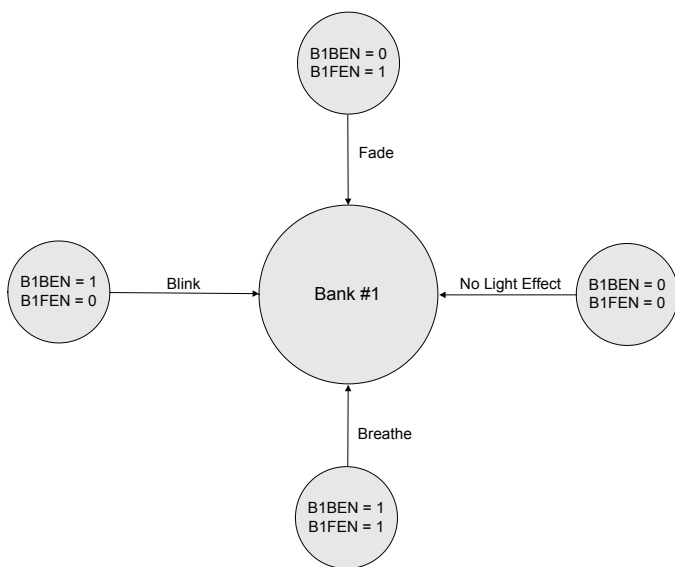 B1BEN = 0
B1FEN = 1
Fade
B1BEN = 1
B1FEN = 0
Blink
Bank #1
No Light Effect
B1BEN = 0
B1FEN = 0
Breathe
B1BEN = 1
B1FEN = 1